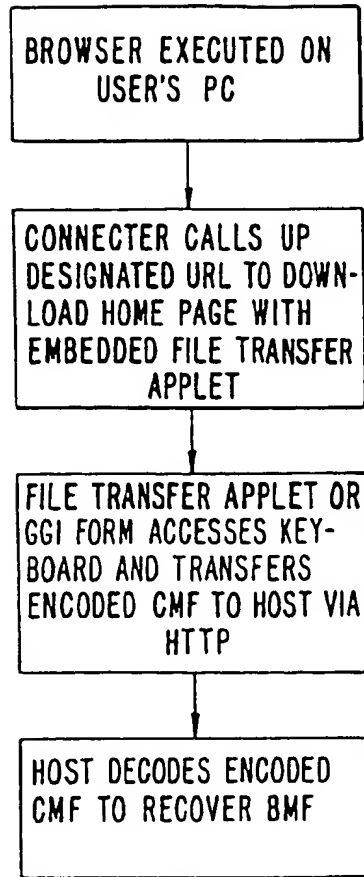 BROWSER EXECUTED ON
USER'S PC
CONNECTER CALLS UP
DESIGNATED URL TO DOWN-
LOAD HOME PAGE WITH
EMBEDDED FILE TRANSFER
APPLET
FILE TRANSFER APPLET OR
GGI FORM ACCESSES KEY-
BOARD AND TRANSFERS
ENCODED CMF TO HOST VIA
HTTP
HOST DECODES ENCODED
CMF TO RECOVER BMF